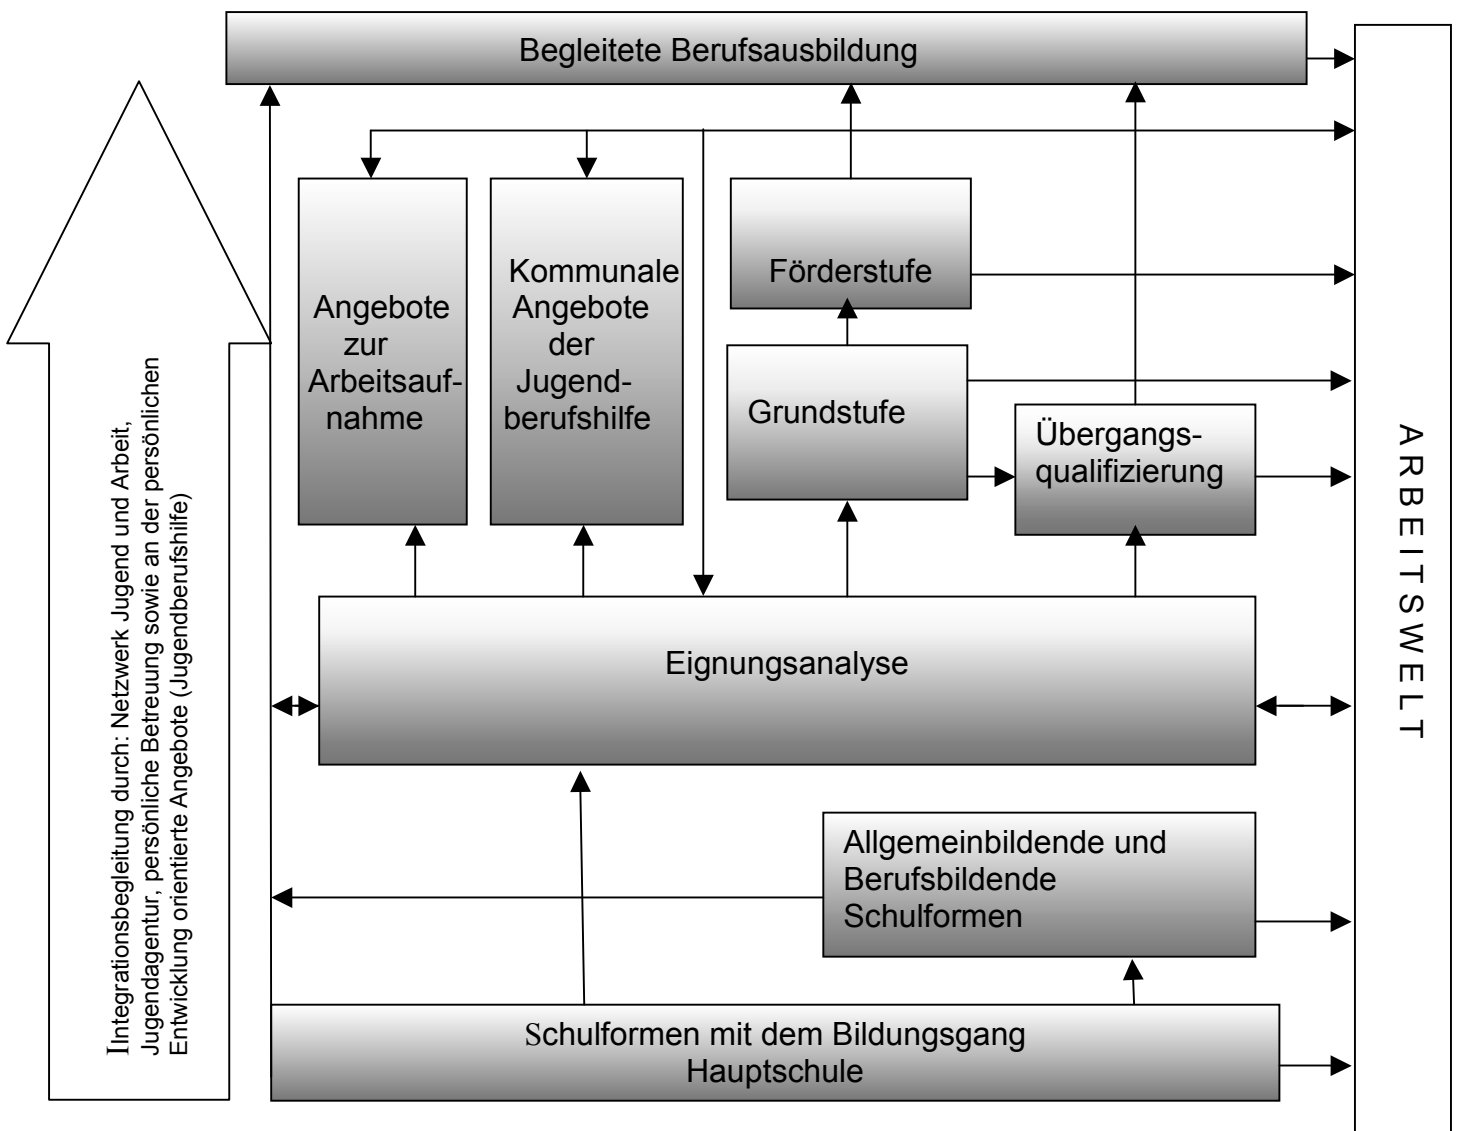 Begleitete Berufsausbildung
Kommunale
Angebote
der
Jugend-
berufshilfe
Angebote
zur
Arbeitsauf-
nahme
Förderstufe
Grundstufe
Übergangs-
qualifizierung
ARBEITSWELT
IIntegrationsbegleitung durch: Netzwerk Jugend und Arbeit,
Jugendagentur, persönliche Betreuung sowie an der persönlichen
Entwicklung orientierte Angebote (Jugendberufshilfe)
Eignungsanalyse
Allgemeinbildende und
Berufsbildende
Schulformen
Schulformen mit dem Bildungsgang
Hauptschule